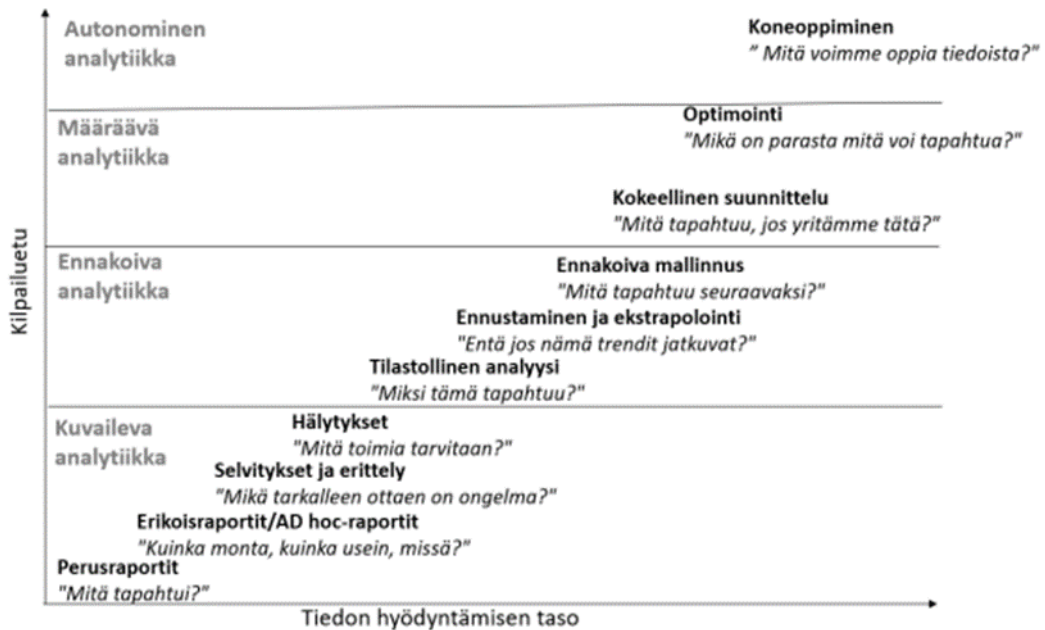 Autonominen
analytiikka
Koneoppiminen
” Mitä voimme oppia tiedoista?”
Määräävä
analytiikka
Optimointi
"Mikä on parasta mitä voi tapahtua?"
Kokeellinen suunnittelu
"Mitä tapahtuu, jos yritämme tätä?”
Ennakoiva
analytiikka
Ennakoiva mallinnus
"Mitä tapahtuu seuraavaksi?"
Ennustaminen ja ekstrapolointi
"Entä jos nämä trendit jatkuvat?"
Tilastollinen analyysi
"Miksi tämä tapahtuu?"
Kuvaileva
analytiikka
Hälytykset
"Mitä toimia tarvitaan?"
Selvitykset ja erittely
”Mikä tarkalleen ottaen on ongelma?"
Erikoisraportit/AD hoc-raportit
"Kuinka monta, kuinka usein, missä?”
Perusraportit
"Mitä tapahtui?”
Kilpailuetu
Tiedon hyödyntämisen taso